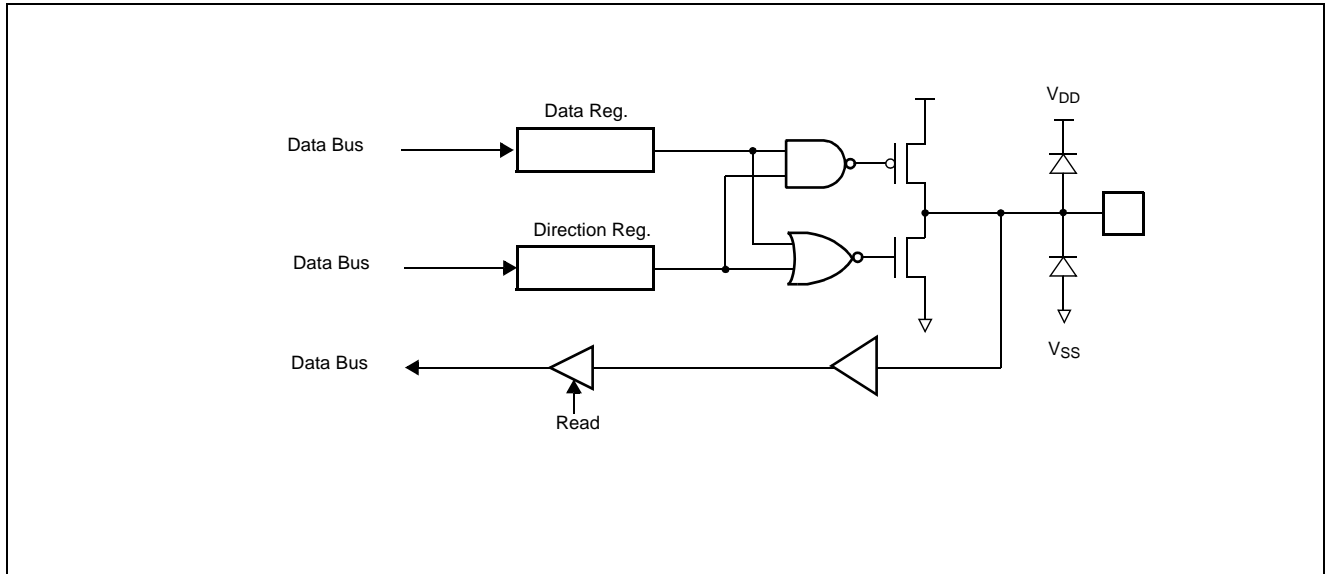 Data Reg.
VDD
Data Bus
Direction Reg.
Data Bus
Data Bus
VSS
Read